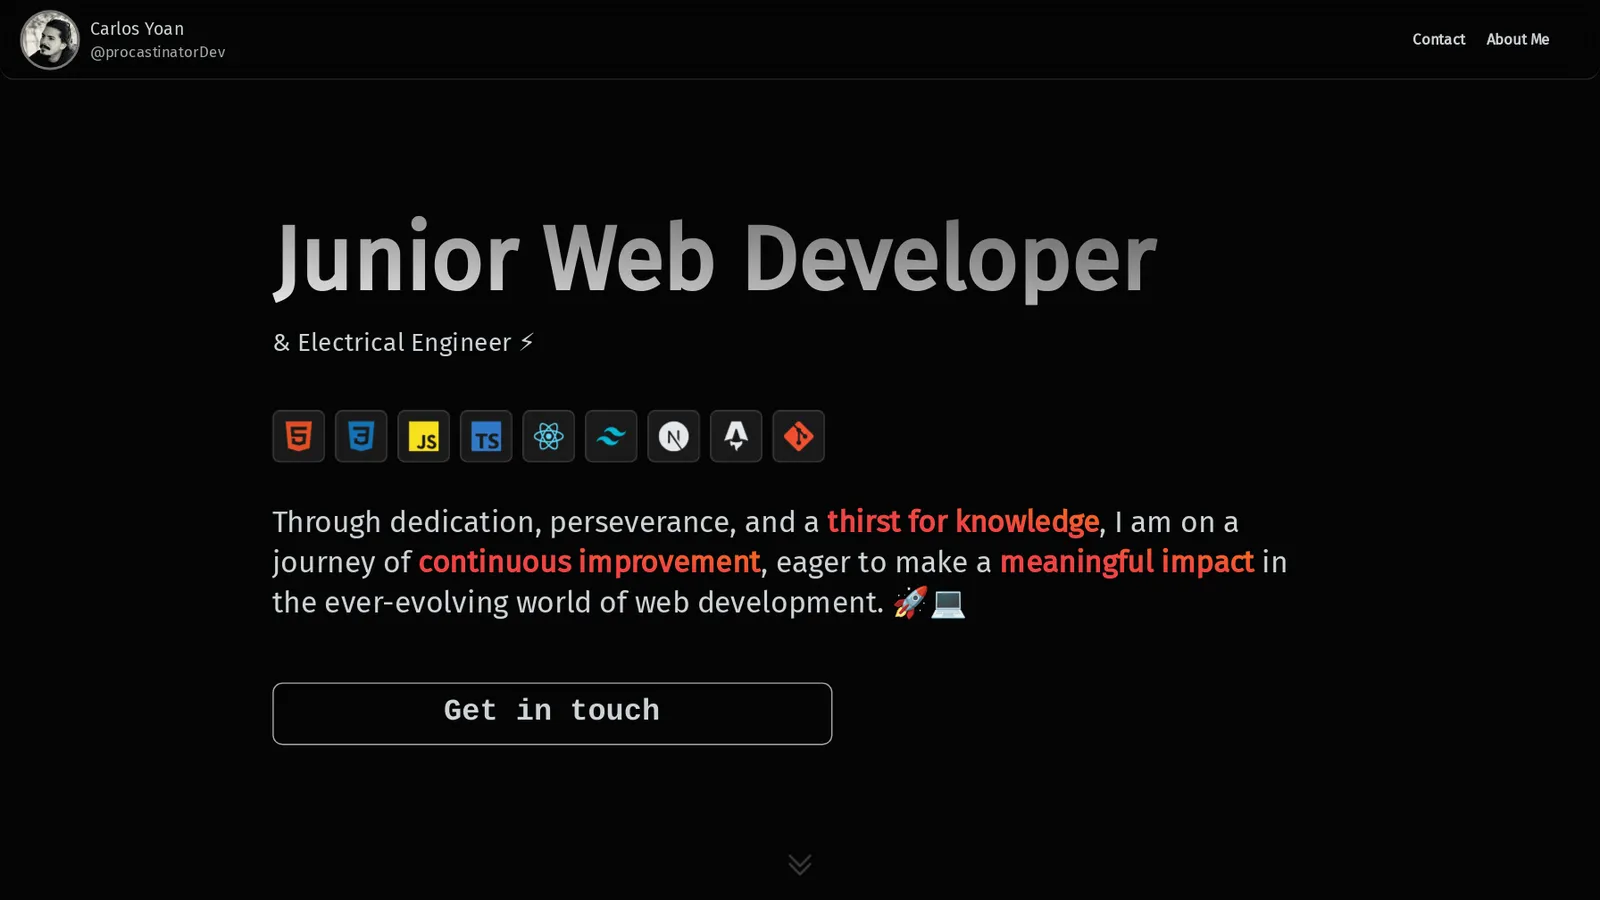 Carlos Yoan
@procastinatorDev
Contact
About Me
Junior Web Developer
& Electrical Engineer ⚡
5
3
JS
TS
N
Through dedication, perseverance, and a thirst for knowledge, I am on a
journey of continuous improvement, eager to make a meaningful impact in
the ever-evolving world of web development. 🚀💻
Get in touch